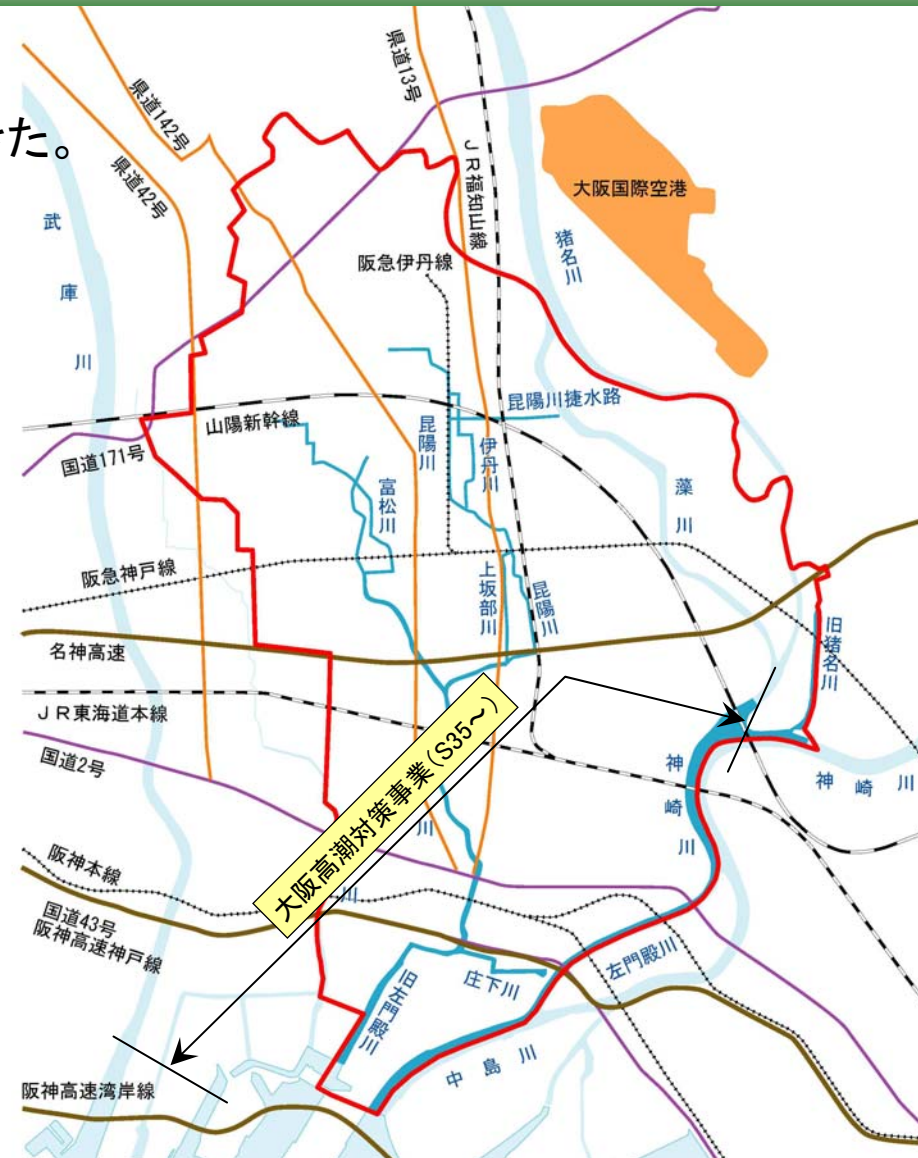 た。
県道13号
県道142号
県道42号
JR福知山線
大阪国際空港
武庫川
猪名川
阪急伊丹線
昆陽川捷水路
山陽新幹線
昆陽川
伊丹川
国道171号
富松川
藻川
阪急神戸線
上坂部川
昆陽川
旧猪名川
名神高速
JR東海道本線
国道2号
大阪高潮対策事業(S35～)
神崎川
神崎川
川
川
阪神本線
国道43号
阪神高速神戸線
旧左門殿川
庄下川
左門殿川
中島川
阪神高速湾岸線